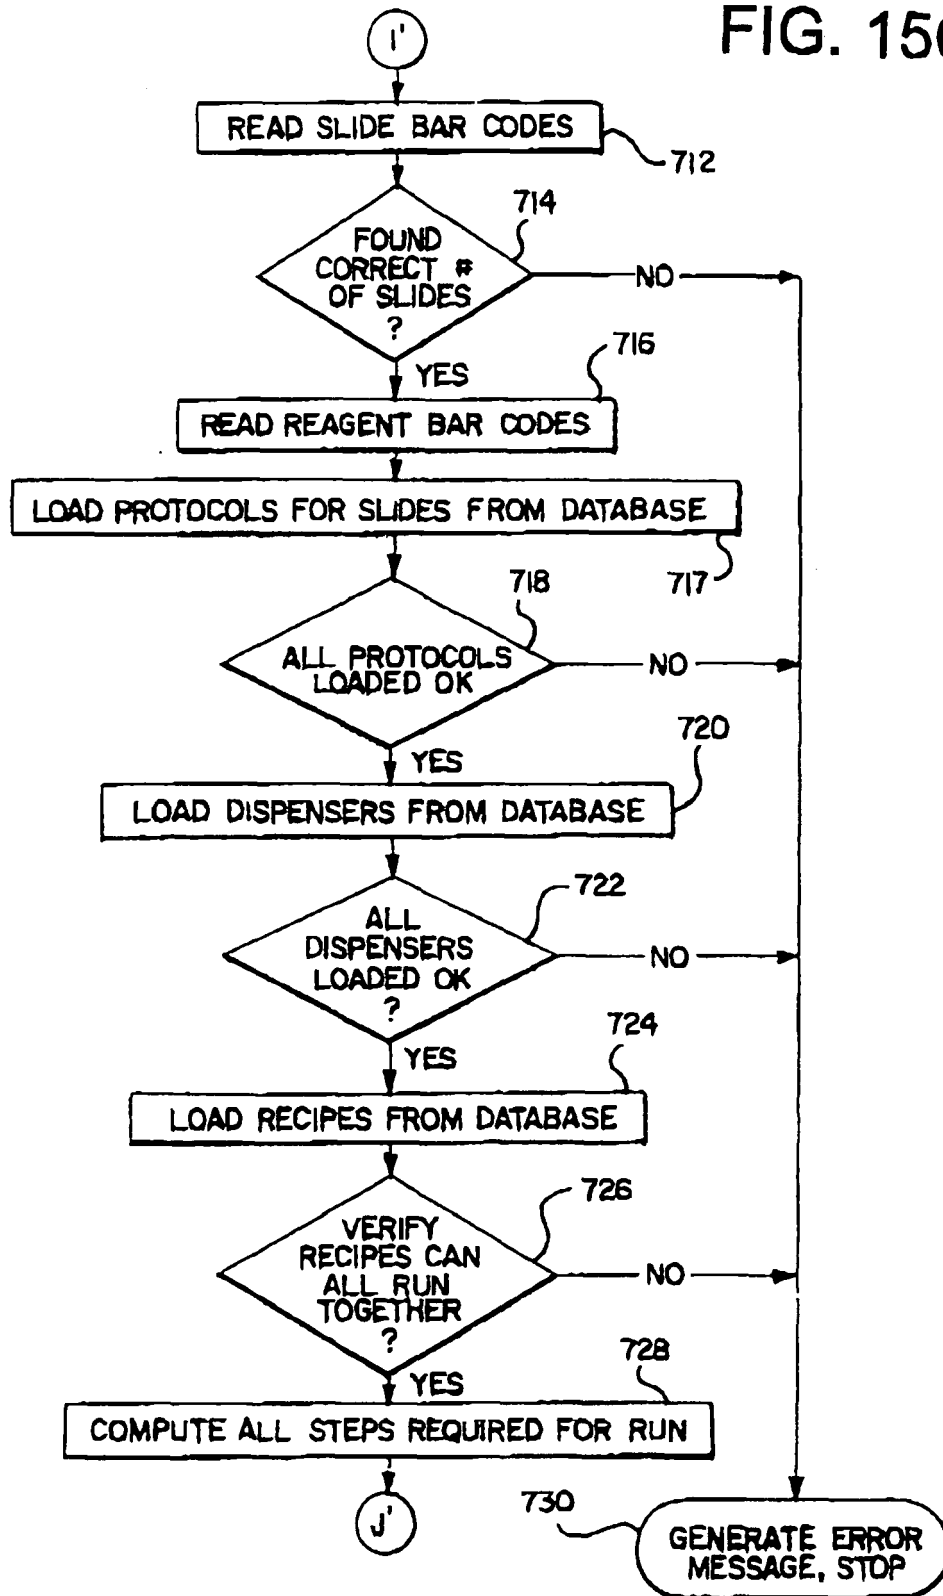 FIG. 15
I'
READ SLIDE BAR CODES
712
714
FOUND
CORRECT #
OF SLIDES
?
NO
YES
716
READ REAGENT BAR CODES
LOAD PROTOCOLS FOR SLIDES FROM DATABASE
717
718
ALL PROTOCOLS
LOADED OK
NO
YES
720
LOAD DISPENSERS FROM DATABASE
722
ALL
DISPENSERS
LOADED OK
?
NO
YES
724
LOAD RECIPES FROM DATABASE
726
VERIFY
RECIPES CAN
ALL RUN
TOGETHER
?
NO
YES
728
COMPUTE ALL STEPS REQUIRED FOR RUN
J'
730
GENERATE ERROR
MESSAGE, STOP